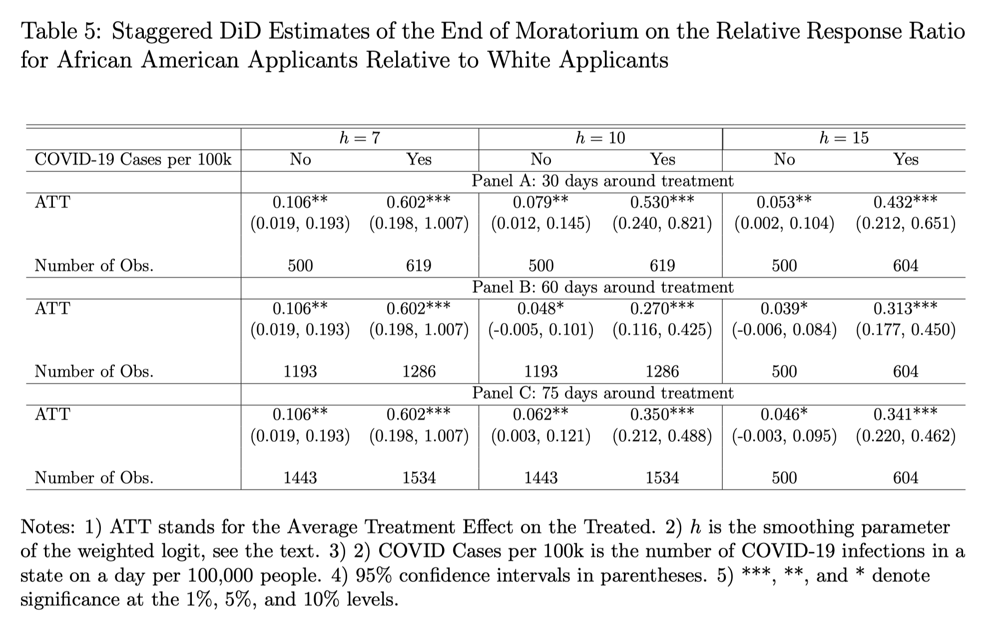 Table 5: Staggered DiD Estimates of the End of Moratorium on the Relative Response Ratio
for African American Applicants Relative to White Applicants
h = 7 h = 10 h = 15
COVID-19 Cases per 100k No Yes No Yes No Yes
Panel A: 30 days around treatment
ATT 0.106** 0.602*** 0.079** 0.530*** 0.053** 0.432***
(0.019, 0.193) (0.198, 1.007) (0.012, 0.145) (0.240, 0.821) (0.002, 0.104) (0.212, 0.651)
Number of Obs. 500 619 500 619 500 604
Panel B: 60 days around treatment
ATT 0.106** 0.602*** 0.048* 0.270*** 0.039* 0.313***
(0.019, 0.193) (0.198, 1.007) (-0.005, 0.101) (0.116, 0.425) (-0.006, 0.084) (0.177, 0.450)
Number of Obs. 1193 1286 1193 1286 500 604
Panel C: 75 days around treatment
ATT 0.106** 0.602*** 0.062** 0.350*** 0.046* 0.341***
(0.019, 0.193) (0.198, 1.007) (0.003, 0.121) (0.212, 0.488) (-0.003, 0.095) (0.220, 0.462)
Number of Obs. 1443 1534 1443 1534 500 604
Notes: 1) ATT stands for the Average Treatment Effect on the Treated. 2) h is the smoothing parameter
of the weighted logit, see the text. 3) 2) COVID Cases per 100k is the number of COVID-19 infections in a
state on a day per 100,000 people. 4) 95% confidence intervals in parentheses. 5) ***, **, and * denote
significance at the 1%, 5%, and 10% levels.